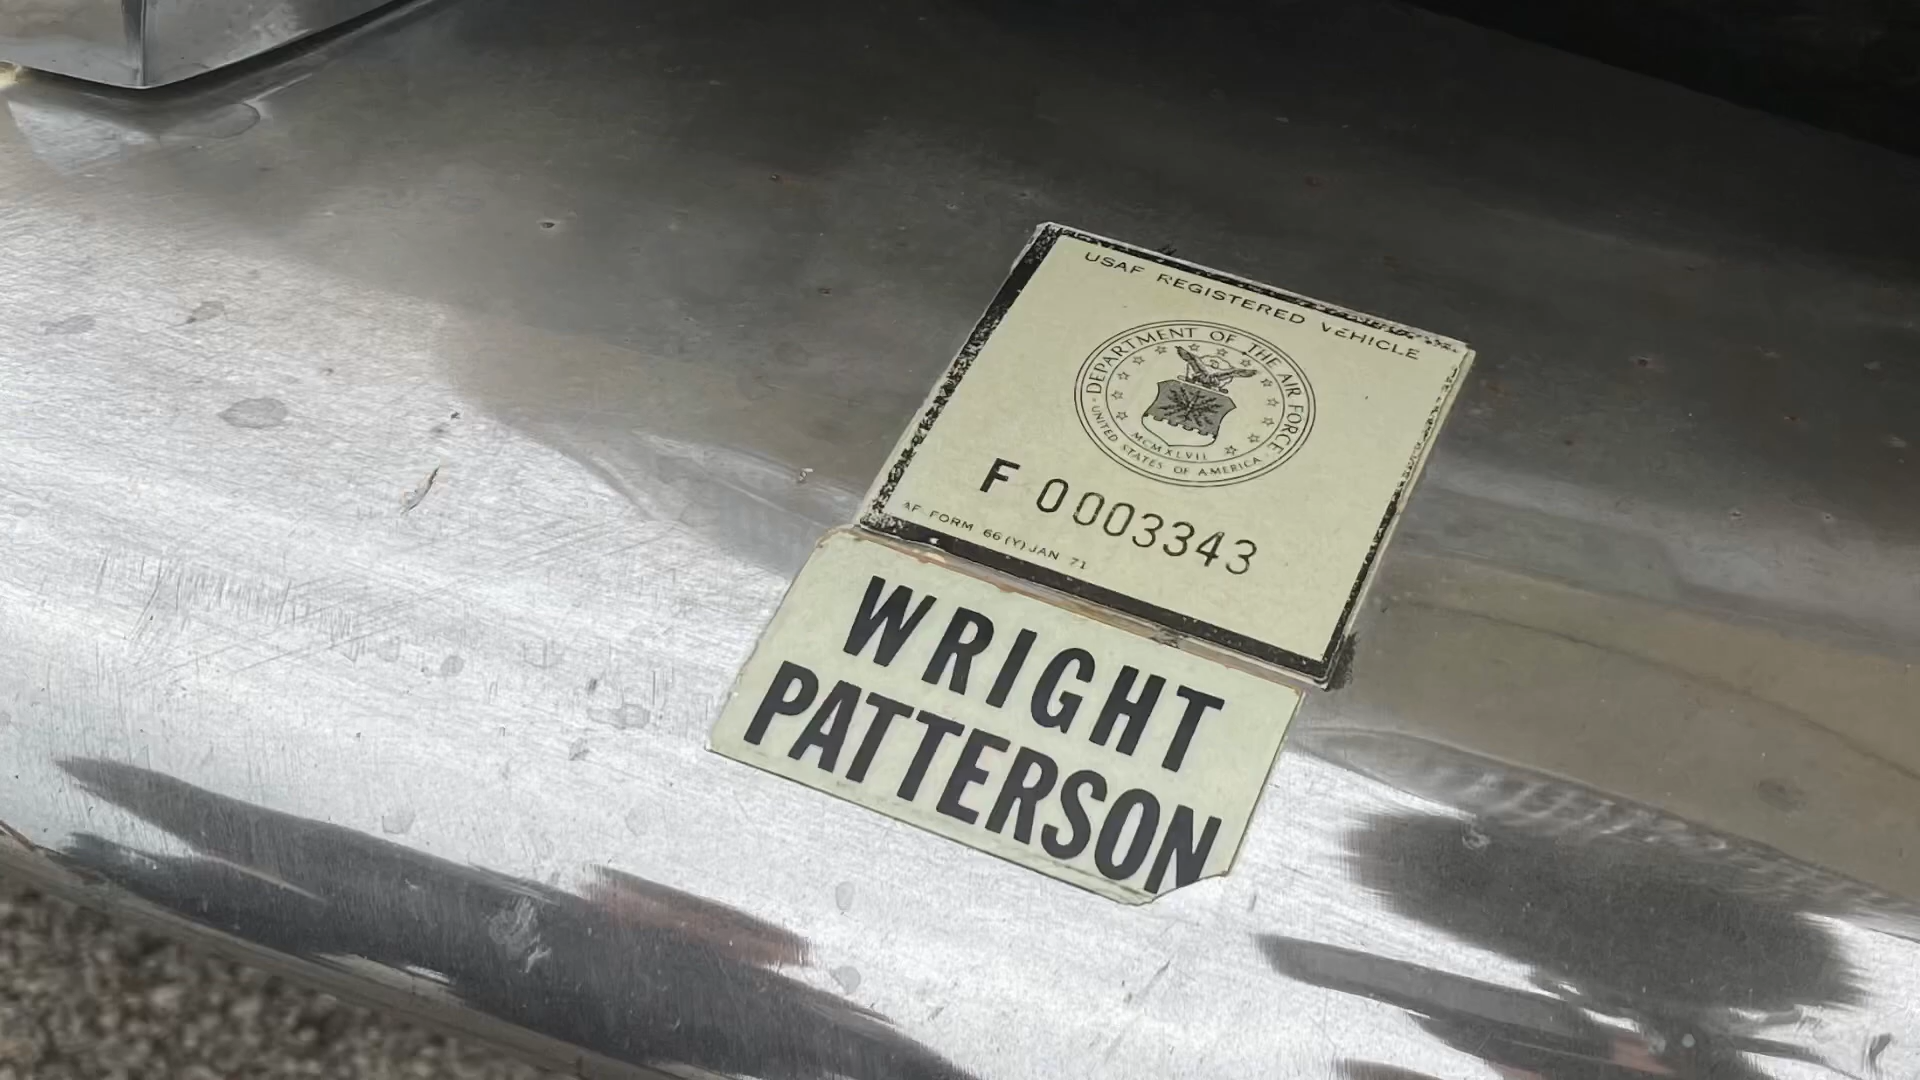 USAF REGISTERED VEHICLE
DEPARTMENT OF THE AIR FORCE
MCMXLVII
UNITED STATES OF AMERICA
F 0003343
AF FORM 66 (Y) JAN 71
WRIGHT
PATTERSON